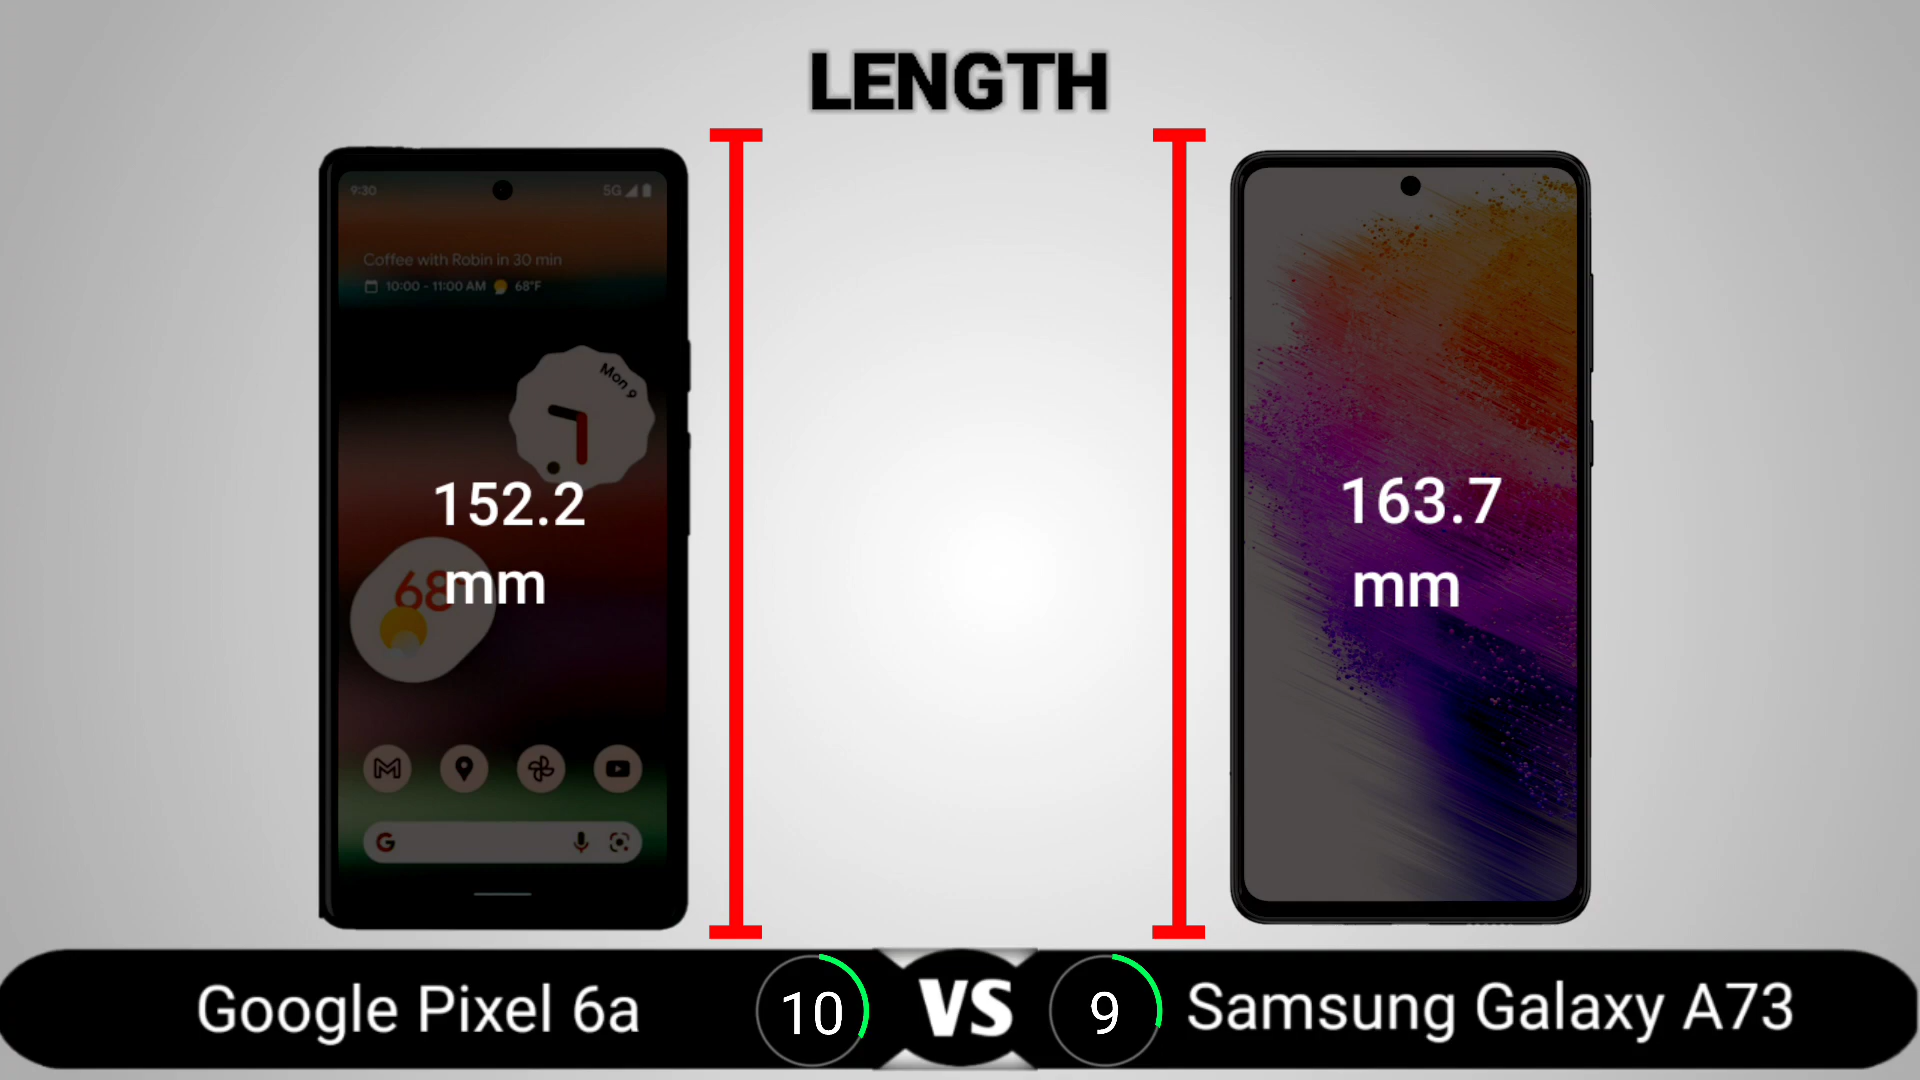 LENGTH
9:30
5G
Coffee with Robin in 30 min
10:00 - 11:00 AM
68°F
Mon 9
152.2
mm
68°
G
163.7
mm
Google Pixel 6a
10
VS
9
Samsung Galaxy A73